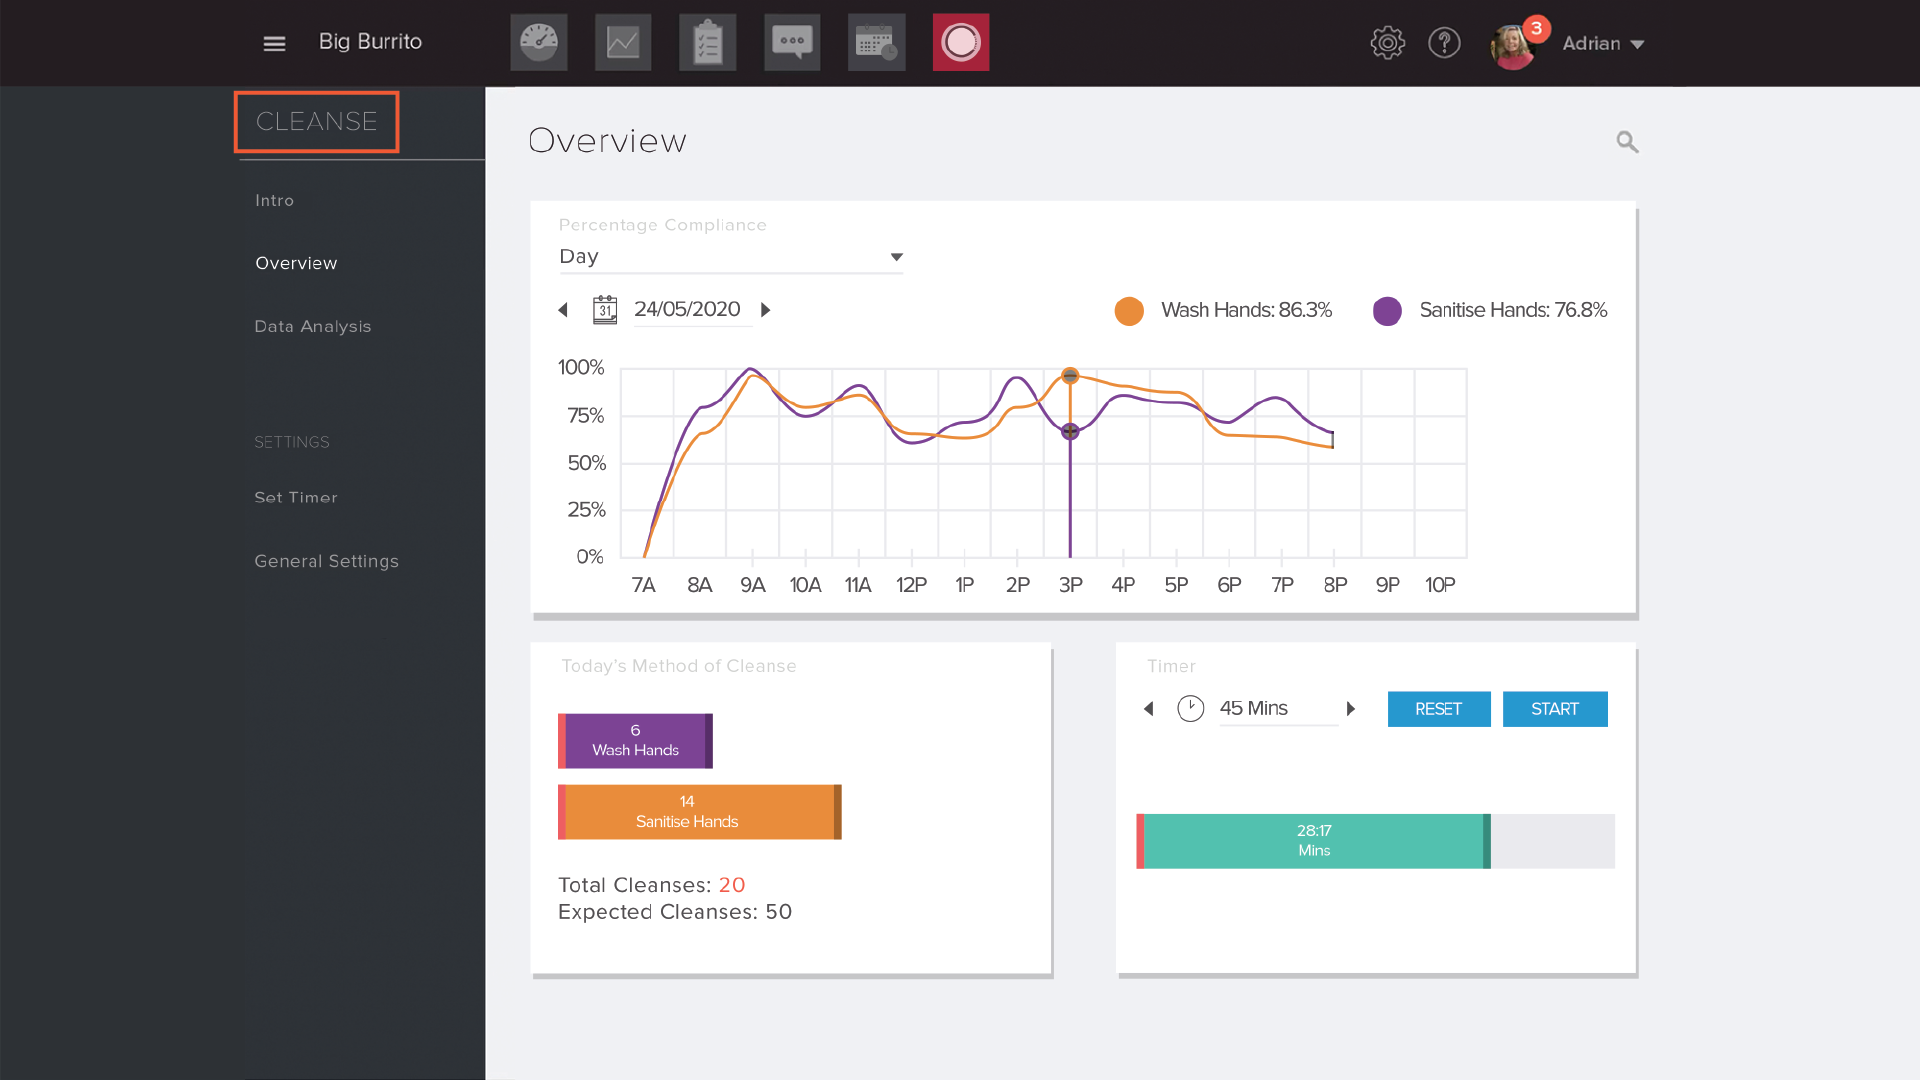 Big Burrito
3
Adrian
CLEANSE
Intro
Overview
Data Analysis
SETTINGS
Set Timer
General Settings
Overview
Percentage Compliance
Day
31
24/05/2020
Wash Hands: 86.3%
Sanitise Hands: 76.8%
100%
75%
50%
25%
0%
7A 8A 9A 10A 11A 12P 1P 2P 3P 4P 5P 6P 7P 8P 9P 10P
Today's Method of Cleanse
6
Wash Hands
14
Sanitise Hands
Total Cleanses: 20
Expected Cleanses: 50
Timer
45 Mins
RESET
START
28:17
Mins